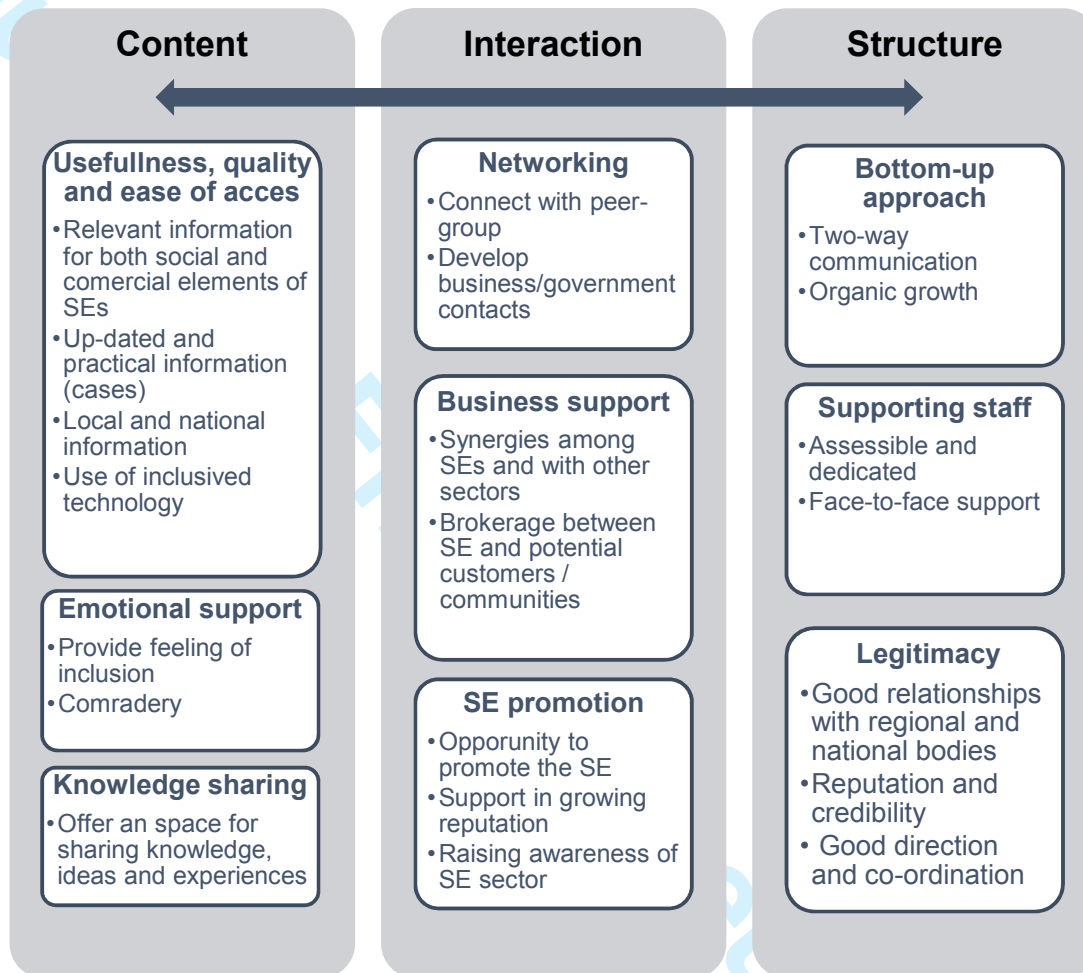 Content
Usefullness, quality
and ease of acces
•Relevant information
for both social and
comercial elements of
SEs
•Up-dated and
practical information
(cases)
•Local and national
information
•Use of inclusived
technology
Emotional support
•Provide feeling of
inclusion
•Comradery
Knowledge sharing
•Offer an space for
sharing knowledge,
ideas and experiences
Interaction
Networking
•Connect with peer-
group
•Develop
business/government
contacts
Business support
•Synergies among
SEs and with other
sectors
•Brokerage between
SE and potential
customers /
communities
SE promotion
•Opporunity to
promote the SE
•Support in growing
reputation
•Raising awareness of
SE sector
Structure
Bottom-up
approach
•Two-way
communication
•Organic growth
Supporting staff
•Assessible and
dedicated
•Face-to-face support
Legitimacy
•Good relationships
with regional and
national bodies
•Reputation and
credibility
• Good direction
and co-ordination